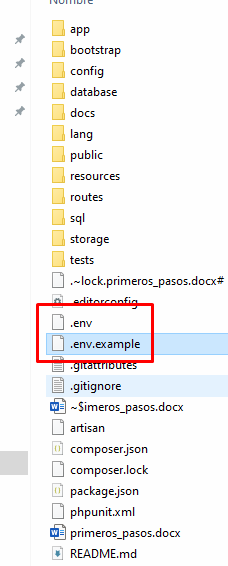 Nombre
app
bootstrap
config
database
docs
lang
public
resources
routes
sql
storage
tests
.~lock.primeros_pasos.docx#
.editorconfig
.env
.env.example
.gitattributes
.gitignore
~$imeros_pasos.docx
artisan
composer.json
composer.lock
package.json
phpunit.xml
primeros_pasos.docx
README.md